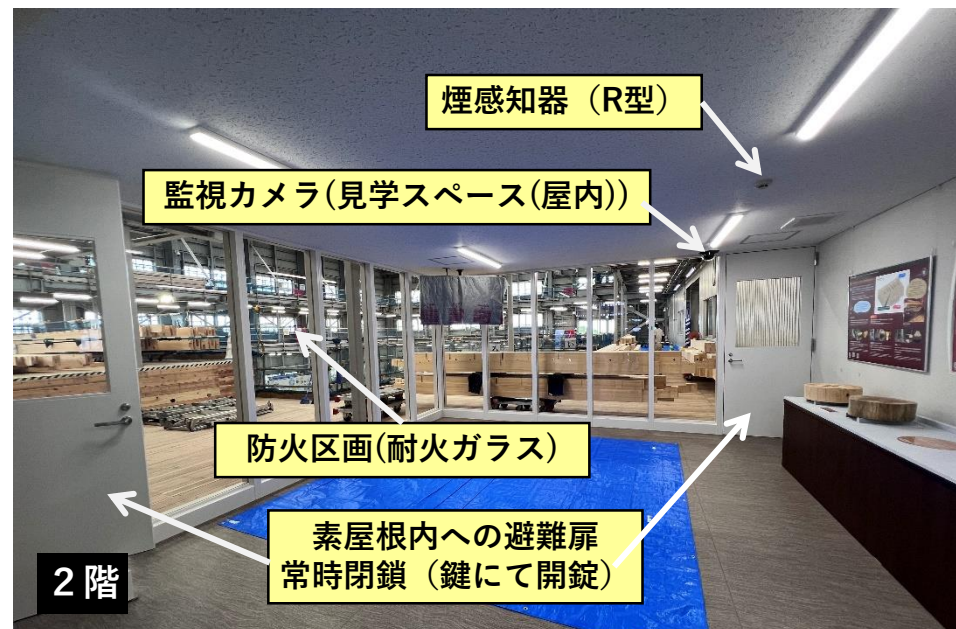 煙感知器（R型）
監視カメラ(見学スペース(屋内))
防火区画(耐火ガラス)
素屋根内への避難扉
常時閉鎖（鍵にて開錠）
２階